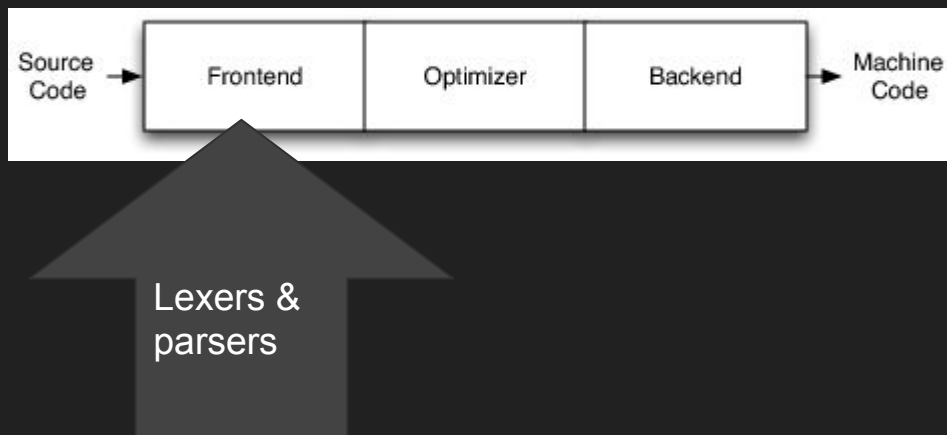 Source
Code
Frontend
Optimizer
Backend
Machine
Code
Lexers &
parsers